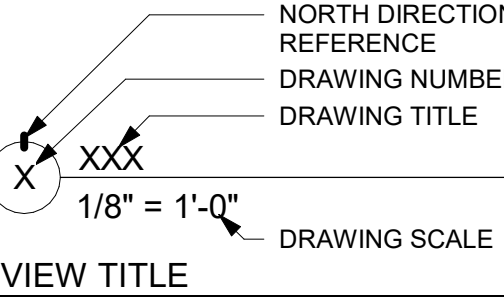 NORTH DIRECTION
REFERENCE
DRAWING NUMBE
DRAWING TITLE
XXX
X
1/8" = 1'-0"
DRAWING SCALE
VIEW TITLE